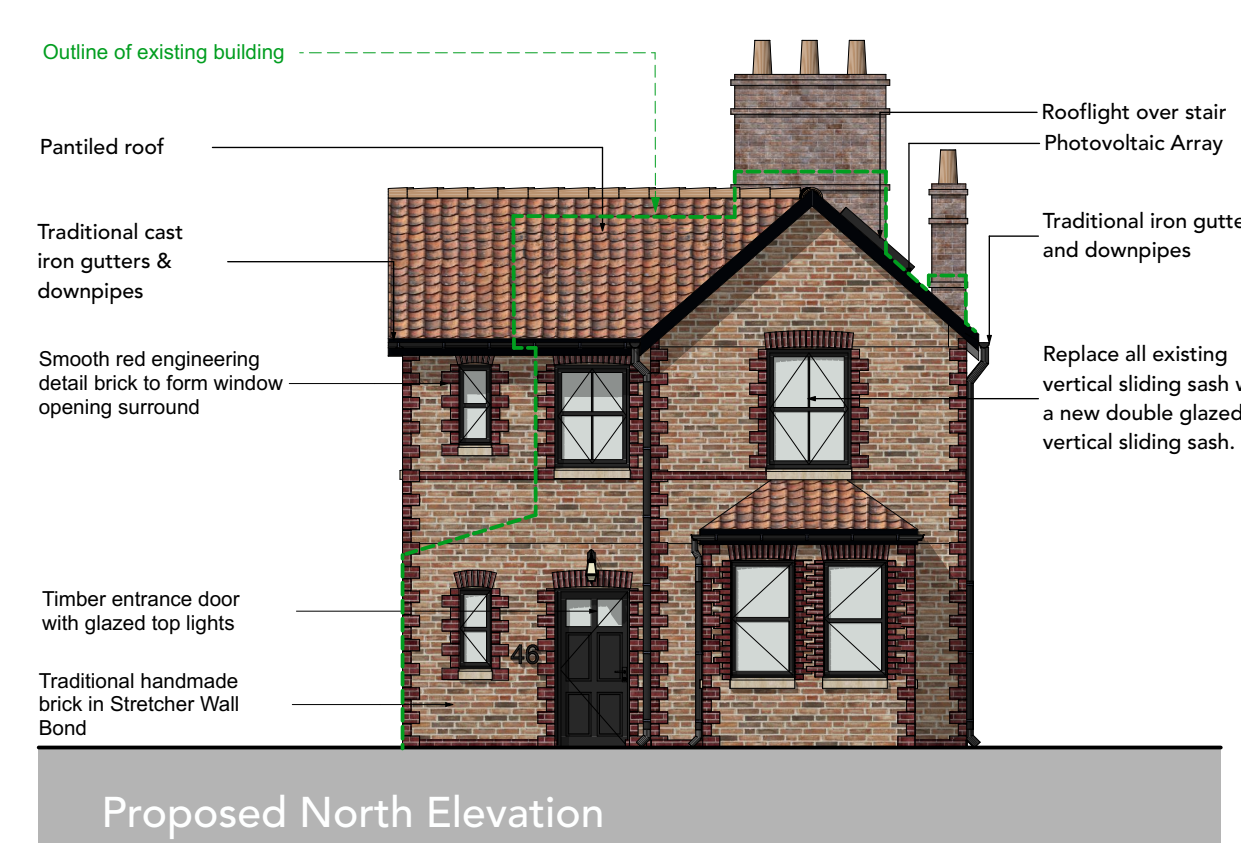 Outline of existing building
Pantiled roof
Traditional cast
iron gutters &
downpipes
Smooth red engineering
detail brick to form window
opening surround
Timber entrance door
with glazed top lights
Traditional handmade
brick in Stretcher Wall
Bond
46
Rooflight over stair
Photovoltaic Array
Traditional iron gutte
and downpipes
Replace all existing
vertical sliding sash
a new double glazed
vertical sliding sash.
Proposed North Elevation